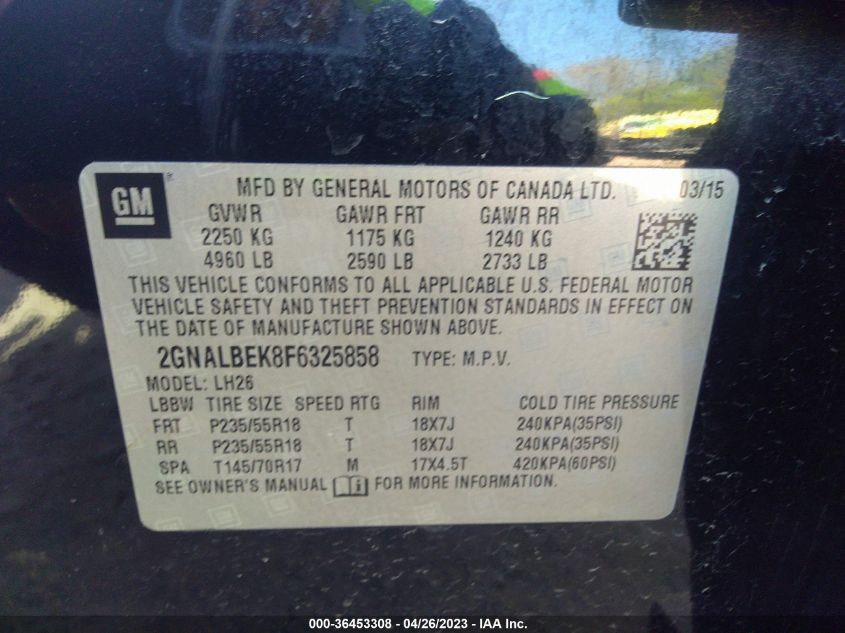 GM ® MFD BY GENERAL MOTORS OF CANADA LTD. 03/15
GVWR GAWR FRT GAWR RR
2250 KG 1175 KG 1240 KG
4960 LB 2590 LB 2733 LB
THIS VEHICLE CONFORMS TO ALL APPLICABLE U.S. FEDERAL MOTOR
VEHICLE SAFETY AND THEFT PREVENTION STANDARDS IN EFFECT ON
THE DATE OF MANUFACTURE SHOWN ABOVE.
2GNALBEK8F6325858 TYPE: M.P.V.
MODEL: LH26
LBBW TIRE SIZE SPEED RTG RIM COLD TIRE PRESSURE
FRT P235/55R18 T 18X7J 240KPA(35PSI)
RR P235/55R18 T 18X7J 240KPA(35PSI)
SPA T145/70R17 M 17X4.5T 420KPA(60PSI)
SEE OWNER'S MANUAL i FOR MORE INFORMATION.
000-36453308 - 04/26/2023 - IAA Inc.